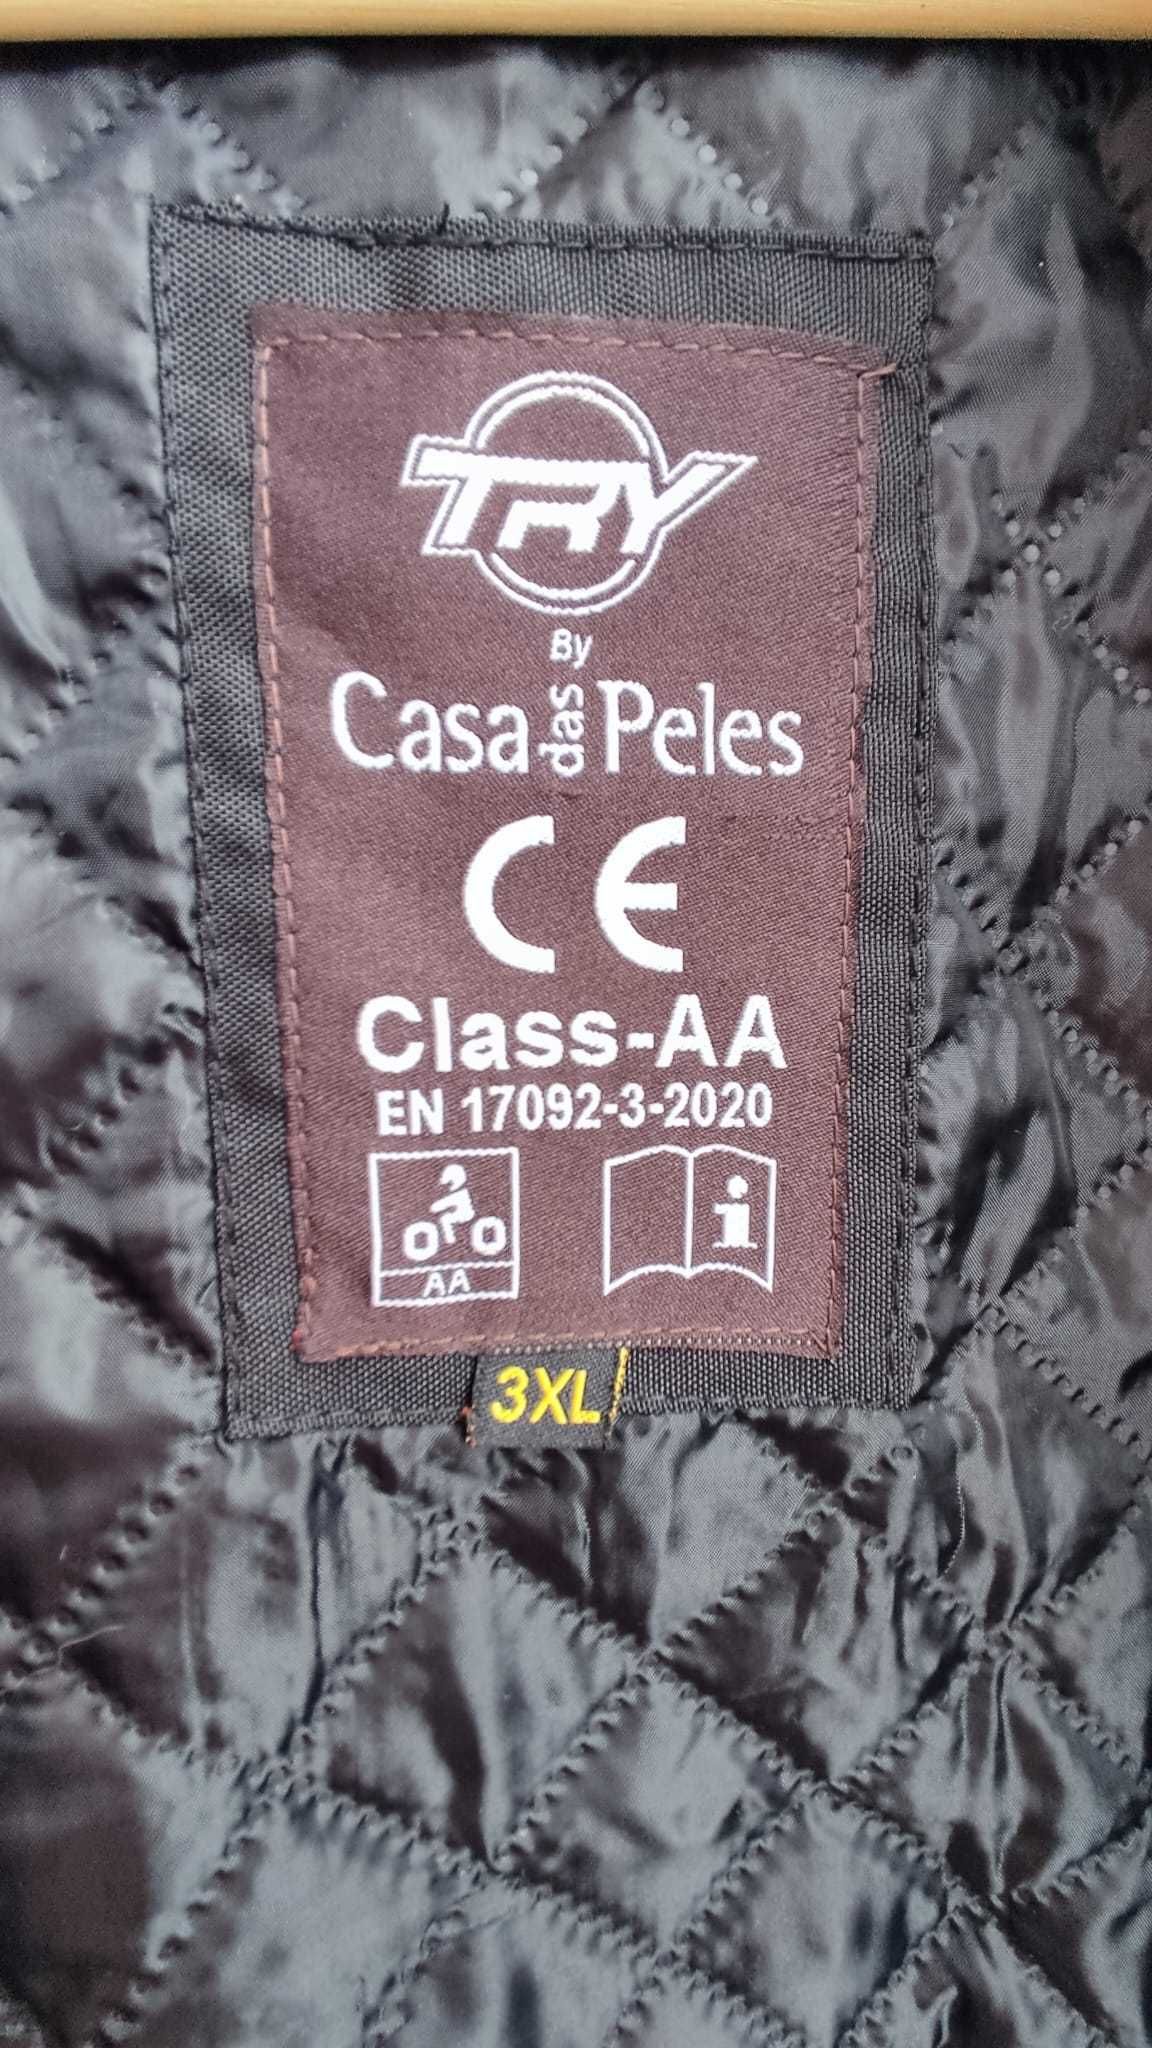 TRY
By
Casa das Peles
CE
Class-AA
EN 17092-3-2020
AA
i
3XL